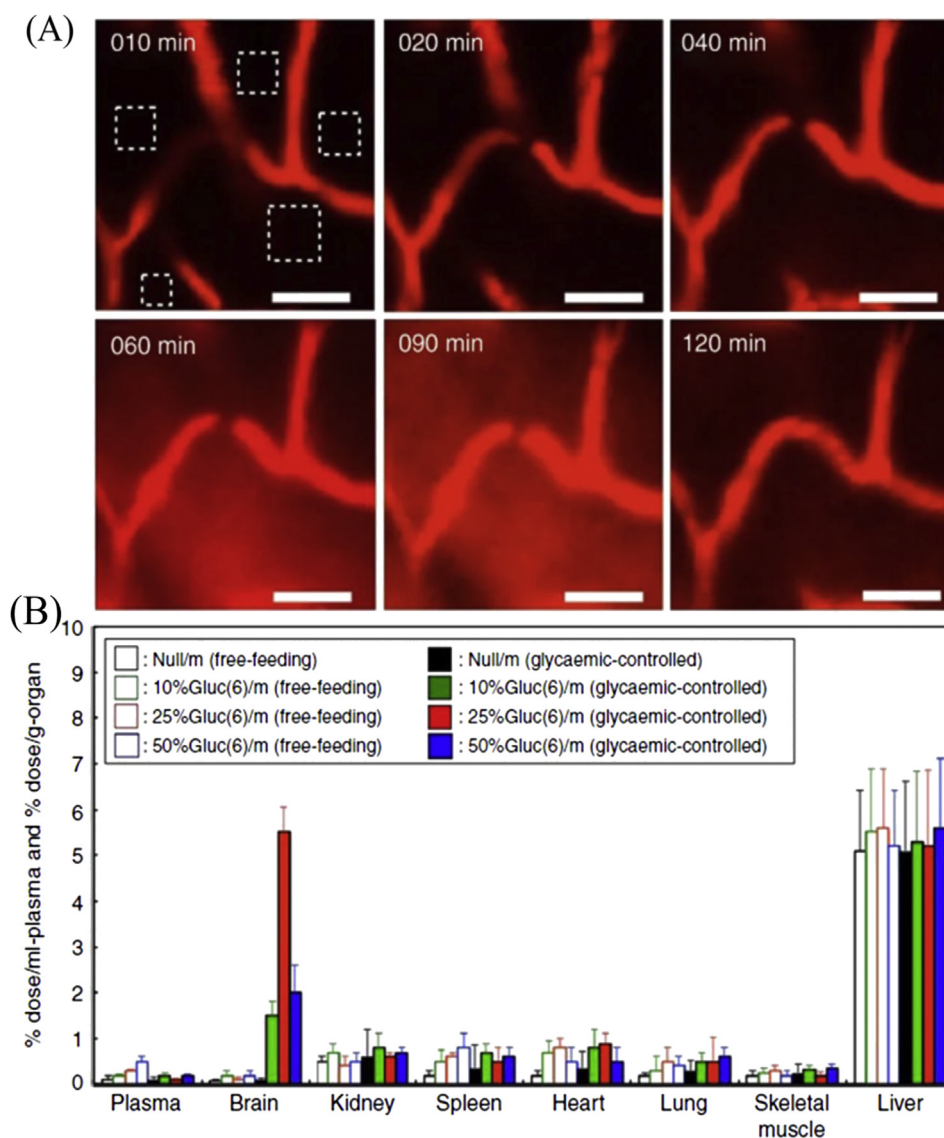 (A)
010 min
020 min
040 min
060 min
090 min
120 min
(B)
% dose/ml-plasma and % dose/g-organ
10
9
8
7
6
5
4
3
2
1
0
: Null/m (free-feeding)
: 10%Gluc(6)/m (free-feeding)
: 25%Gluc(6)/m (free-feeding)
: 50%Gluc(6)/m (free-feeding)
: Null/m (glycaemic-controlled)
: 10%Gluc(6)/m (glycaemic-controlled)
: 25%Gluc(6)/m (glycaemic-controlled)
: 50%Gluc(6)/m (glycaemic-controlled)
Plasma
Brain
Kidney
Spleen
Heart
Lung
Skeletal
muscle
Liver